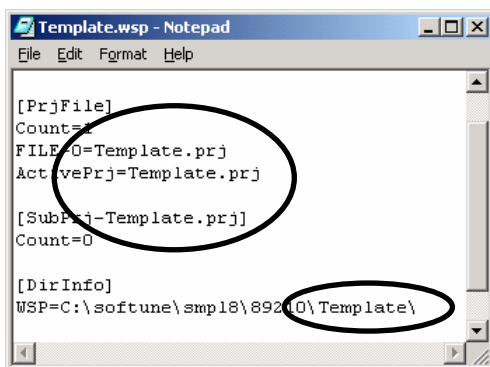 Template.wsp - Notepad
File Edit Format Help
[PrjFile]
Count=1
FILE-0=Template.prj
ActivePrj=Template.prj
[SubPrj-Template.prj]
Count=0
[DirInfo]
WSP=C:\softune\smpl8\89210\Template\